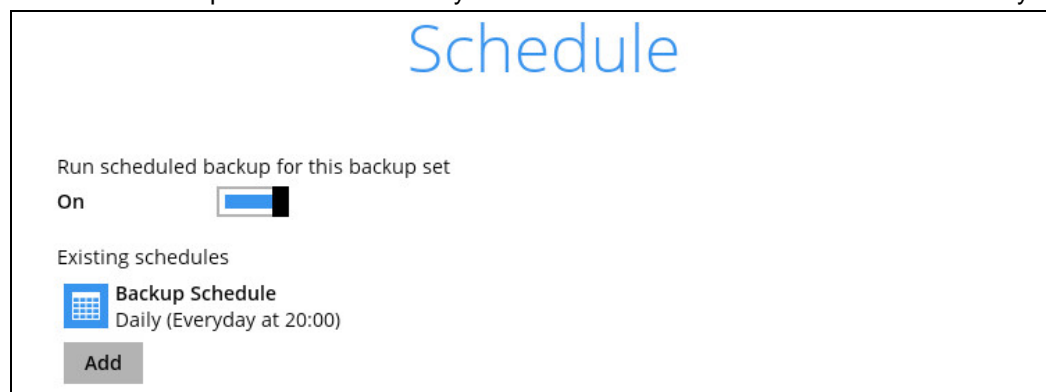 Schedule
Run scheduled backup for this backup set
On
Existing schedules
Backup Schedule
Daily (Everyday at 20:00)
Add